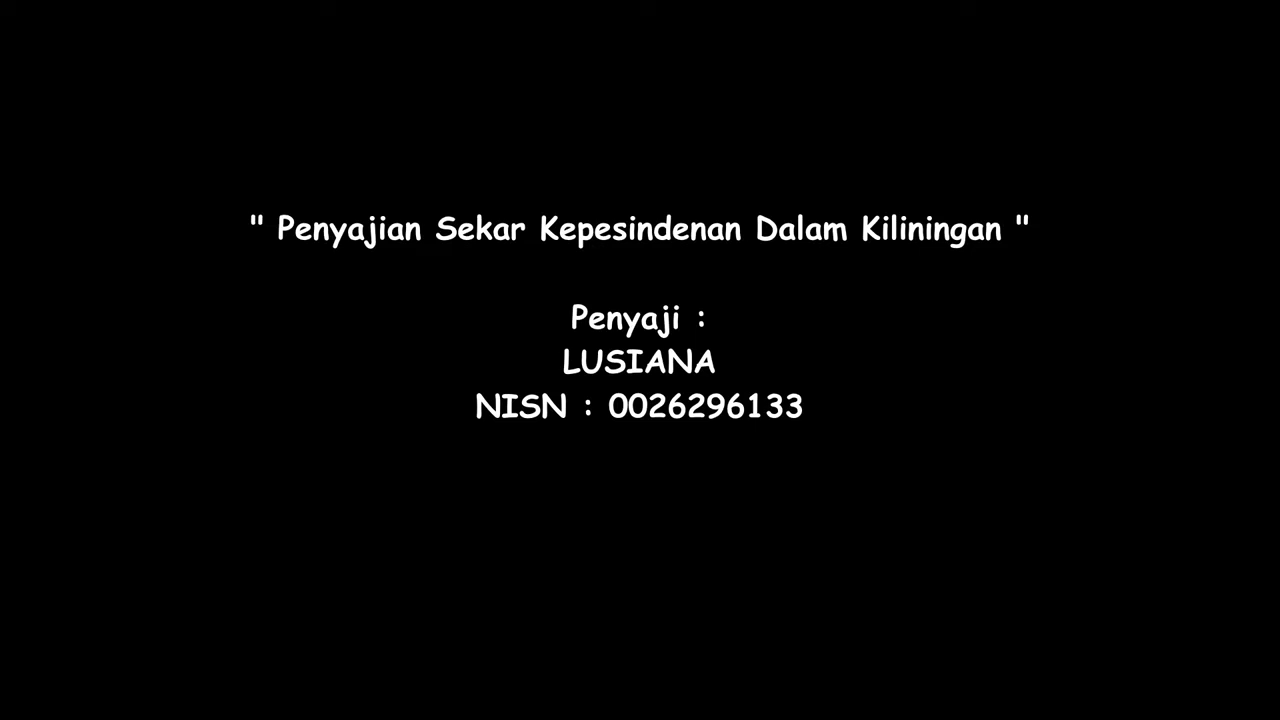 " Penyajian Sekar Kepesindenan Dalam Kiliningan "
Penyaji :
LUSIANA
NISN : 0026296133